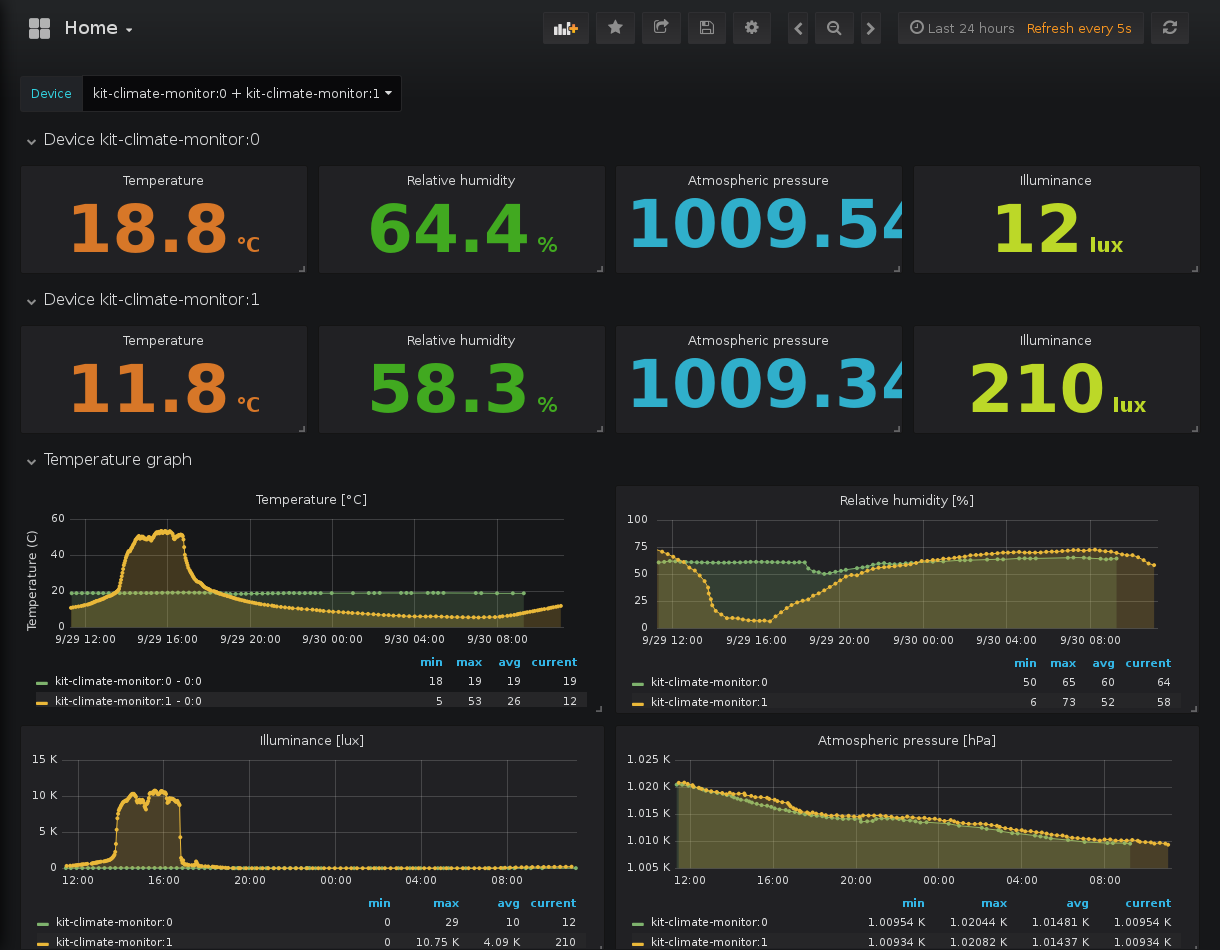 Home
Last 24 hours Refresh every 5s
Device kit-climate-monitor:0 + kit-climate-monitor:1
Device kit-climate-monitor:0
Temperature Relative humidity Atmospheric pressure Illuminance
18.8 °C 64.4 % 1009.54 12 lux
Device kit-climate-monitor:1
Temperature Relative humidity Atmospheric pressure Illuminance
11.8 °C 58.3 % 1009.34 210 lux
Temperature graph
Temperature [°C]
Temperature (C)
60
40
20
0
9/29 12:00 9/29 16:00 9/29 20:00 9/30 00:00 9/30 04:00 9/30 08:00
min max avg current
kit-climate-monitor:0 - 0:0 18 19 19 19
kit-climate-monitor:1 - 0:0 5 53 26 12
Relative humidity [%]
100
75
50
25
0
9/29 12:00 9/29 16:00 9/29 20:00 9/30 00:00 9/30 04:00 9/30 08:00
min max avg current
kit-climate-monitor:0 50 65 60 64
kit-climate-monitor:1 6 73 52 58
Illuminance [lux]
15 K
10 K
5 K
0
12:00 16:00 20:00 00:00 04:00 08:00
min max avg current
kit-climate-monitor:0 0 29 10 12
kit-climate-monitor:1 0 10.75 K 4.09 K 210
Atmospheric pressure [hPa]
1.025 K
1.020 K
1.015 K
1.010 K
1.005 K
12:00 16:00 20:00 00:00 04:00 08:00
min max avg current
kit-climate-monitor:0 1.00954 K 1.02044 K 1.01481 K 1.00954 K
kit-climate-monitor:1 1.00934 K 1.02082 K 1.01437 K 1.00934 K